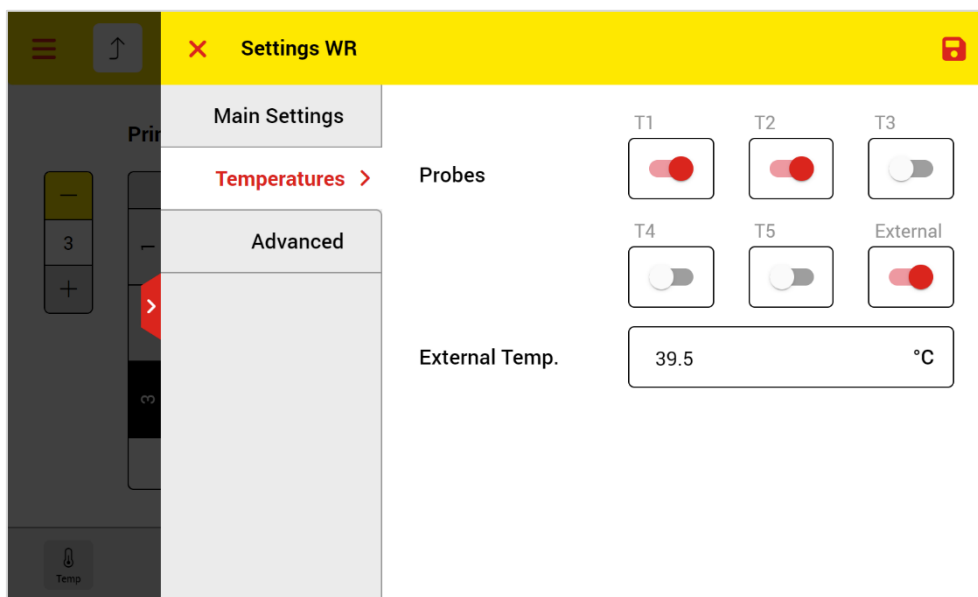 Settings WR
Main Settings
Temperatures
Advanced
Prin
3
1
3
Temp
Probes
T1 T2 T3
T4 T5 External
External Temp. 39.5 °C